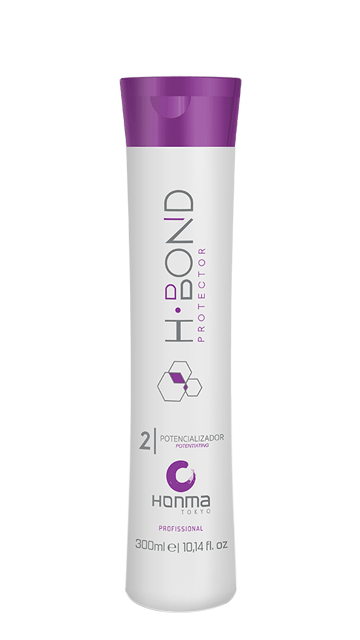 H•BOND
PROTECTOR
2 | POTENCIALIZADOR
POTENTIATING
HONMA
TOKYO
PROFISSIONAL
300ml e | 10,14 fl. oz